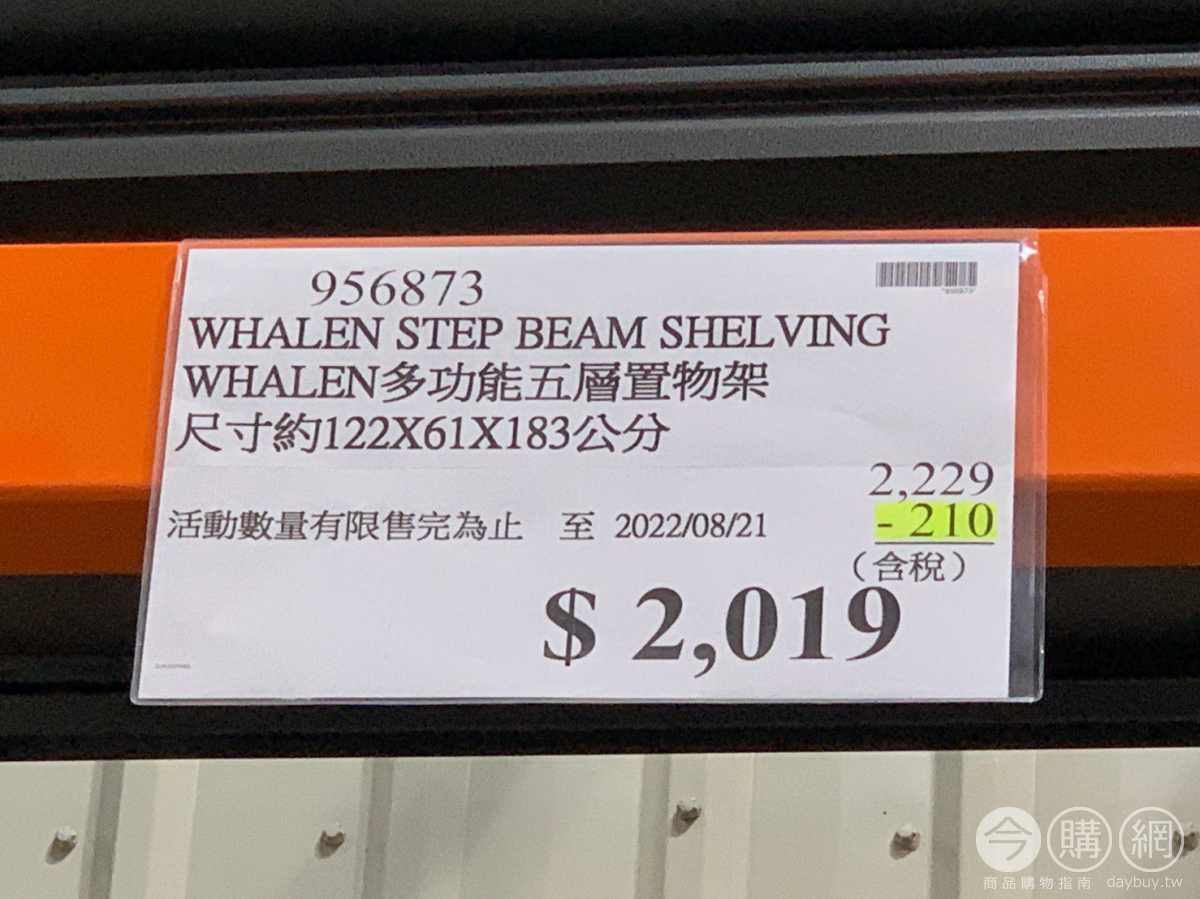 956873
*956873*
WHALEN STEP BEAM SHELVING
WHALEN多功能五層置物架
尺寸約122X61X183公分
2,229
活動數量有限售完為止 至 2022/08/21 - 210
(含稅)
$ 2,019
今購網
商品購物指南 daybuy.tw